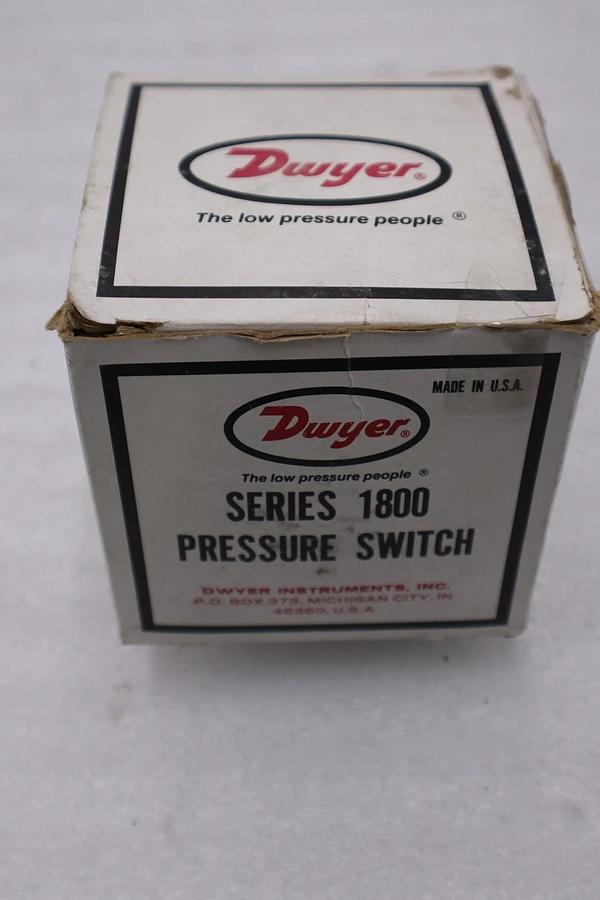 Dwyer®
The low pressure people ®
MADE IN U.S.A.
Dwyer®
The low pressure people ®
SERIES 1800
PRESSURE SWITCH
DWYER INSTRUMENTS, INC.
P.O. BOX 373, MICHIGAN CITY, IN
46360, U.S.A.